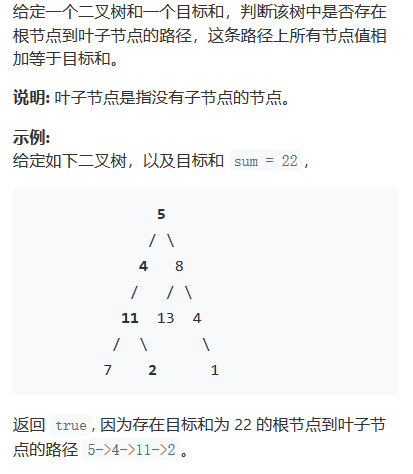 给定一个二叉树和一个目标和，判断该树中是否存在
根节点到叶子节点的路径，这条路径上所有节点值相
加等于目标和。
说明: 叶子节点是指没有子节点的节点。
示例:
给定如下二叉树，以及目标和 sum = 22，
5
/ \
4 8
/ / \
11 13 4
/ \ \
7 2 1
返回 true, 因为存在目标和为 22 的根节点到叶子节
点的路径 5->4->11->2。